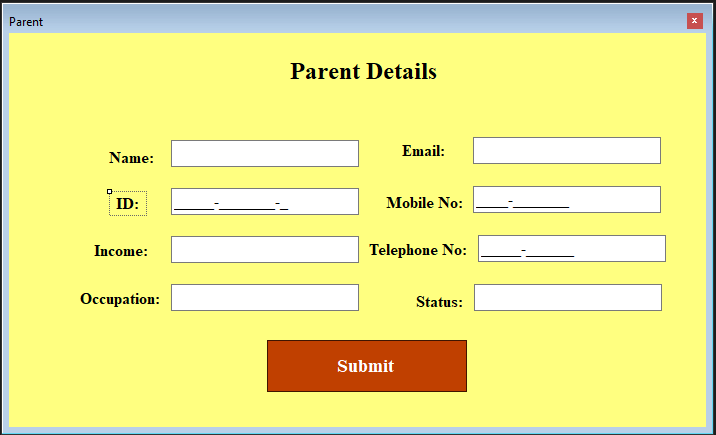 Parent
x
Parent Details
Name:
Email:
ID: _____-_______-_
Mobile No: ____-_______
Income:
Telephone No: _____-______
Occupation:
Status:
Submit